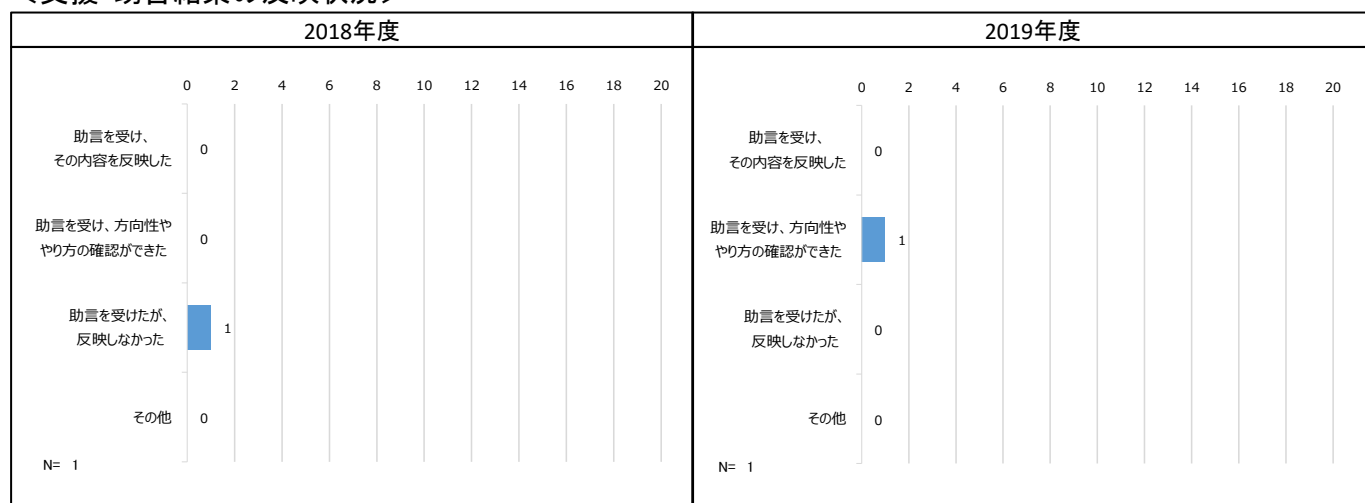 2018年度
0 2 4 6 8 10 12 14 16 18 20
助言を受け、
その内容を反映した
0
助言を受け、方向性や
やり方の確認ができた
0
助言を受けたが、
反映しなかった
1
その他
0
N= 1
2019年度
0 2 4 6 8 10 12 14 16 18 20
助言を受け、
その内容を反映した
0
助言を受け、方向性や
やり方の確認ができた
1
助言を受けたが、
反映しなかった
0
その他
0
N= 1